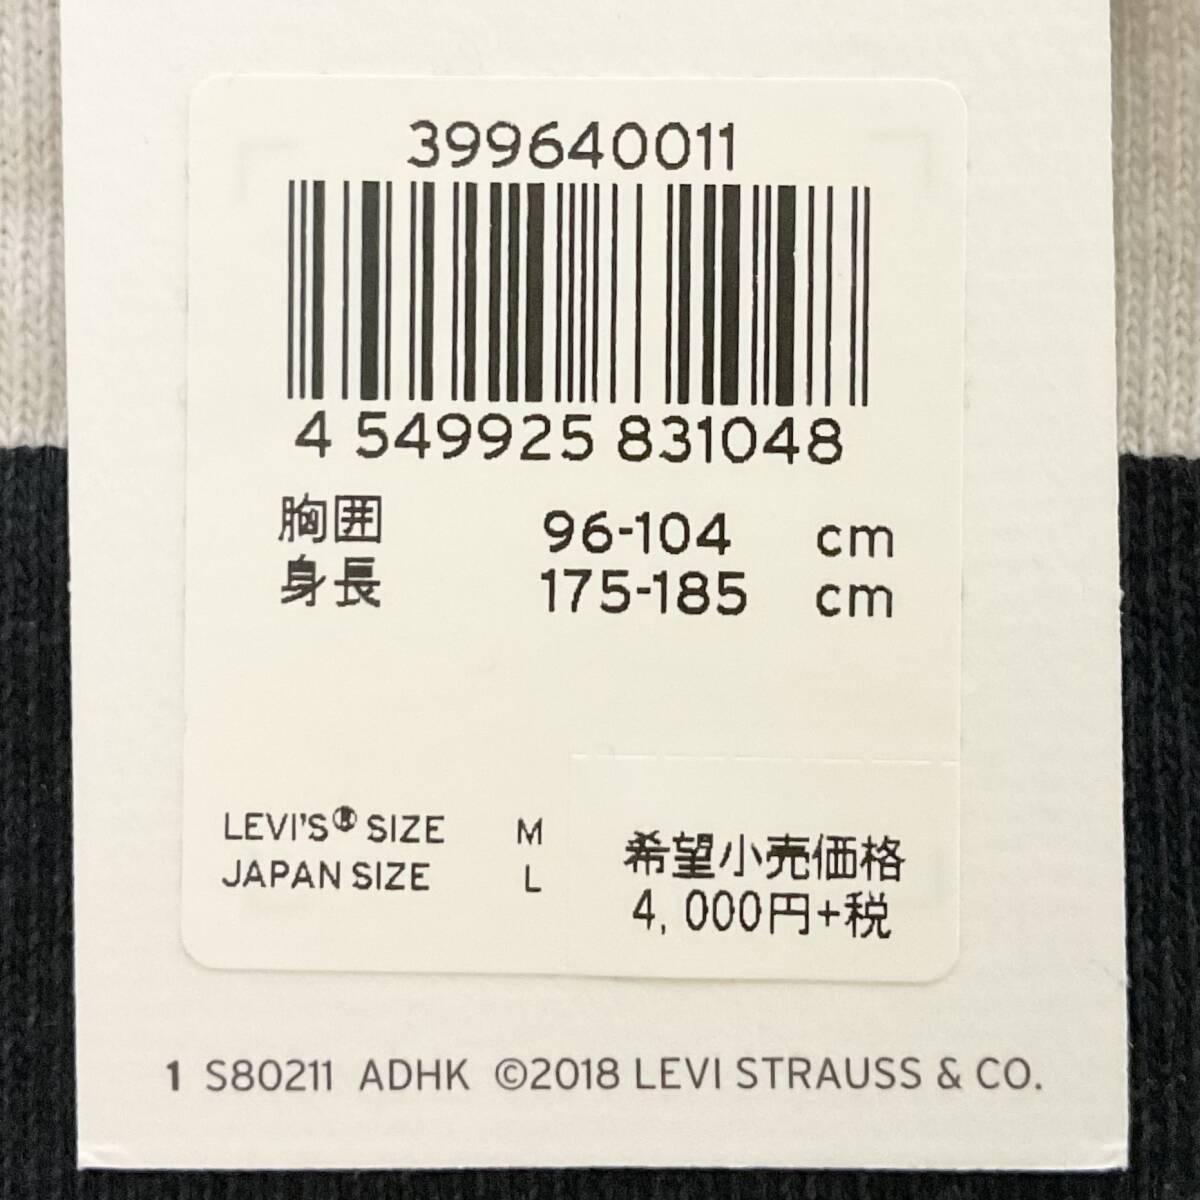 399640011
4 549925 831048
胸囲 96-104 cm
身長 175-185 cm
LEVI'S® SIZE M
JAPAN SIZE L
希望小売価格
4,000円+税
1 S80211 ADHK ©2018 LEVI STRAUSS & CO.